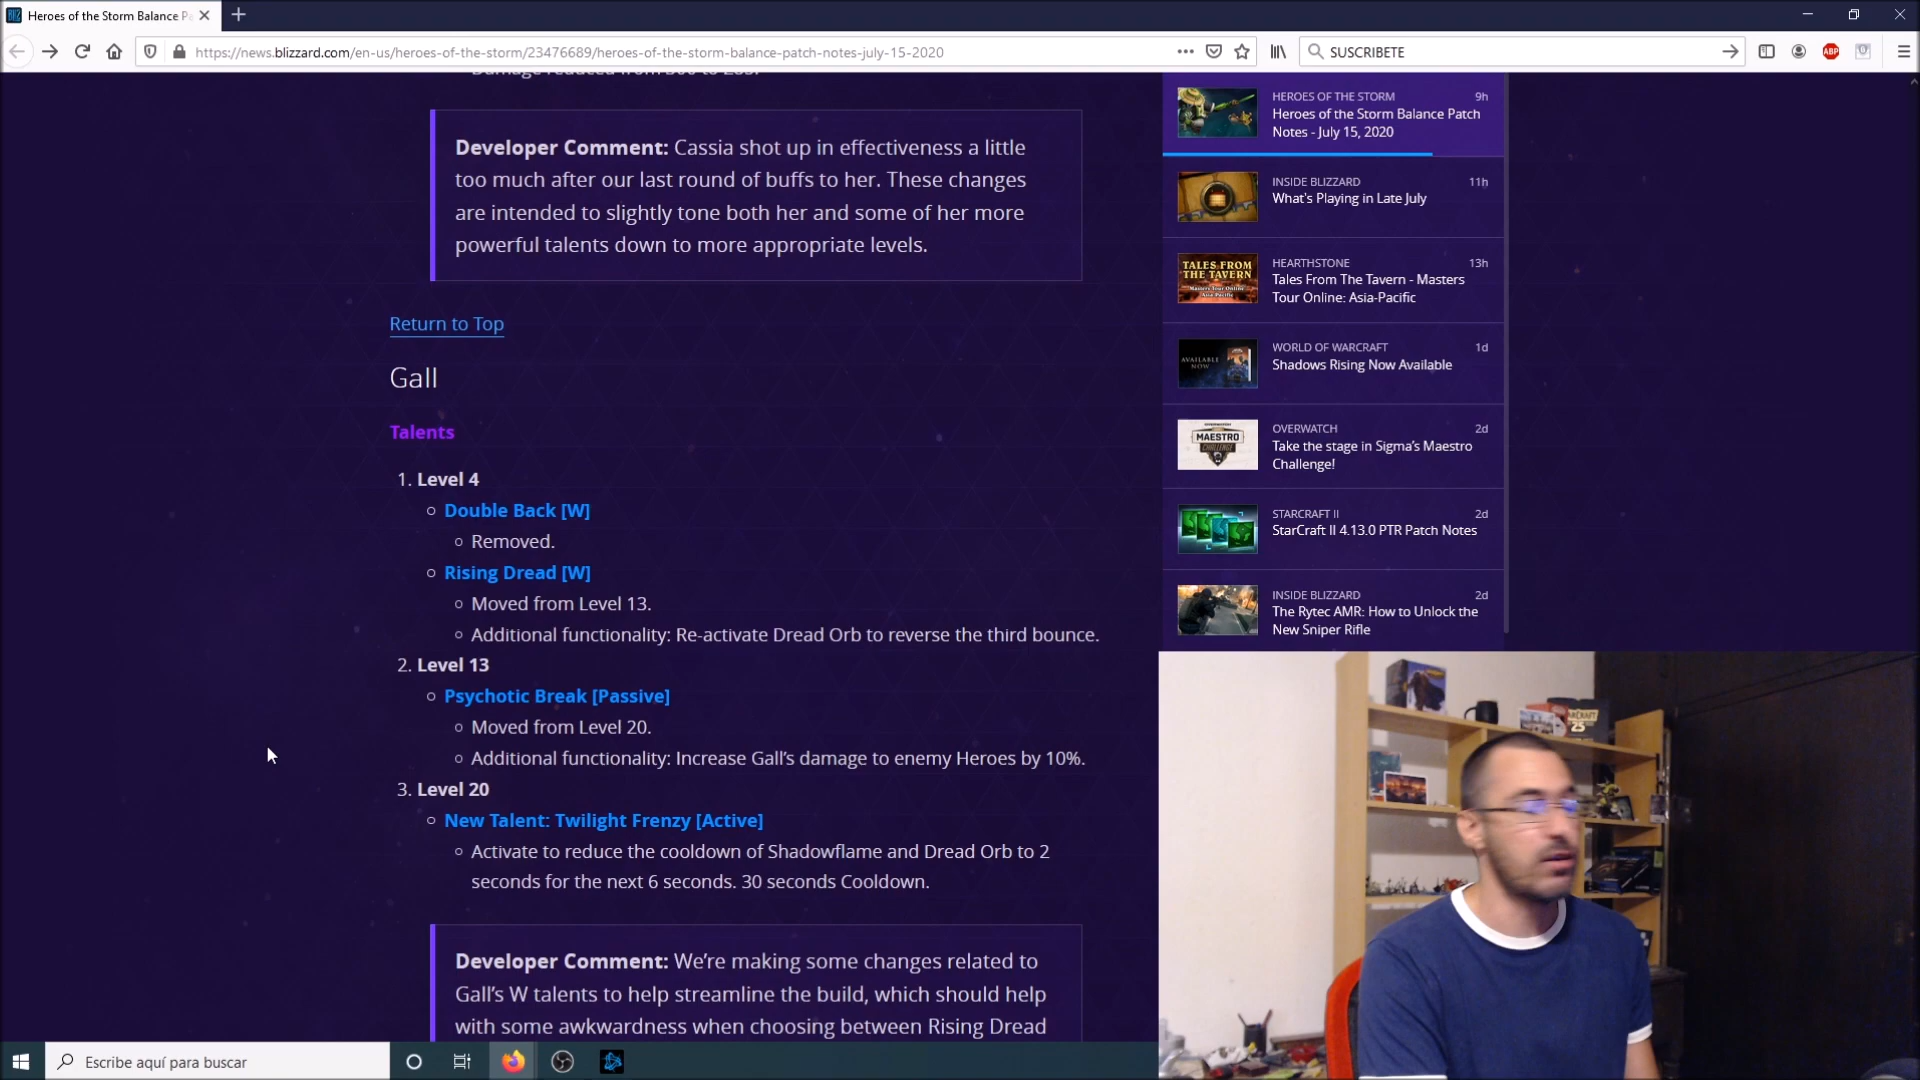 Heroes of the Storm Balance P
https://news.blizzard.com/en-us/heroes-of-the-storm/23476689/heroes-of-the-storm-balance-patch-notes-july-15-2020
SUSCRIBETE
ABP
Damage reduced from 300 to 285.
Developer Comment: Cassia shot up in effectiveness a little
too much after our last round of buffs to her. These changes
are intended to slightly tone both her and some of her more
powerful talents down to more appropriate levels.
Return to Top
Gall
Talents
1. Level 4
Double Back [W]
Removed.
Rising Dread [W]
Moved from Level 13.
Additional functionality: Re-activate Dread Orb to reverse the third bounce.
2. Level 13
Psychotic Break [Passive]
Moved from Level 20.
Additional functionality: Increase Gall’s damage to enemy Heroes by 10%.
3. Level 20
New Talent: Twilight Frenzy [Active]
Activate to reduce the cooldown of Shadowflame and Dread Orb to 2
seconds for the next 6 seconds. 30 seconds Cooldown.
Developer Comment: We’re making some changes related to
Gall’s W talents to help streamline the build, which should help
with some awkwardness when choosing between Rising Dread
HEROES OF THE STORM 9h
Heroes of the Storm Balance Patch
Notes - July 15, 2020
INSIDE BLIZZARD 11h
What's Playing in Late July
TALES FROM
THE TAVERN
HEARTHSTONE 13h
Tales From The Tavern - Masters
Tour Online: Asia-Pacific
AVAILABLE
NOW
WORLD OF WARCRAFT 1d
Shadows Rising Now Available
MAESTRO
CHALLENGE
OVERWATCH 2d
Take the stage in Sigma’s Maestro
Challenge!
STARCRAFT II 2d
StarCraft II 4.13.0 PTR Patch Notes
INSIDE BLIZZARD 2d
The Rytec AMR: How to Unlock the
New Sniper Rifle
Escribe aquí para buscar